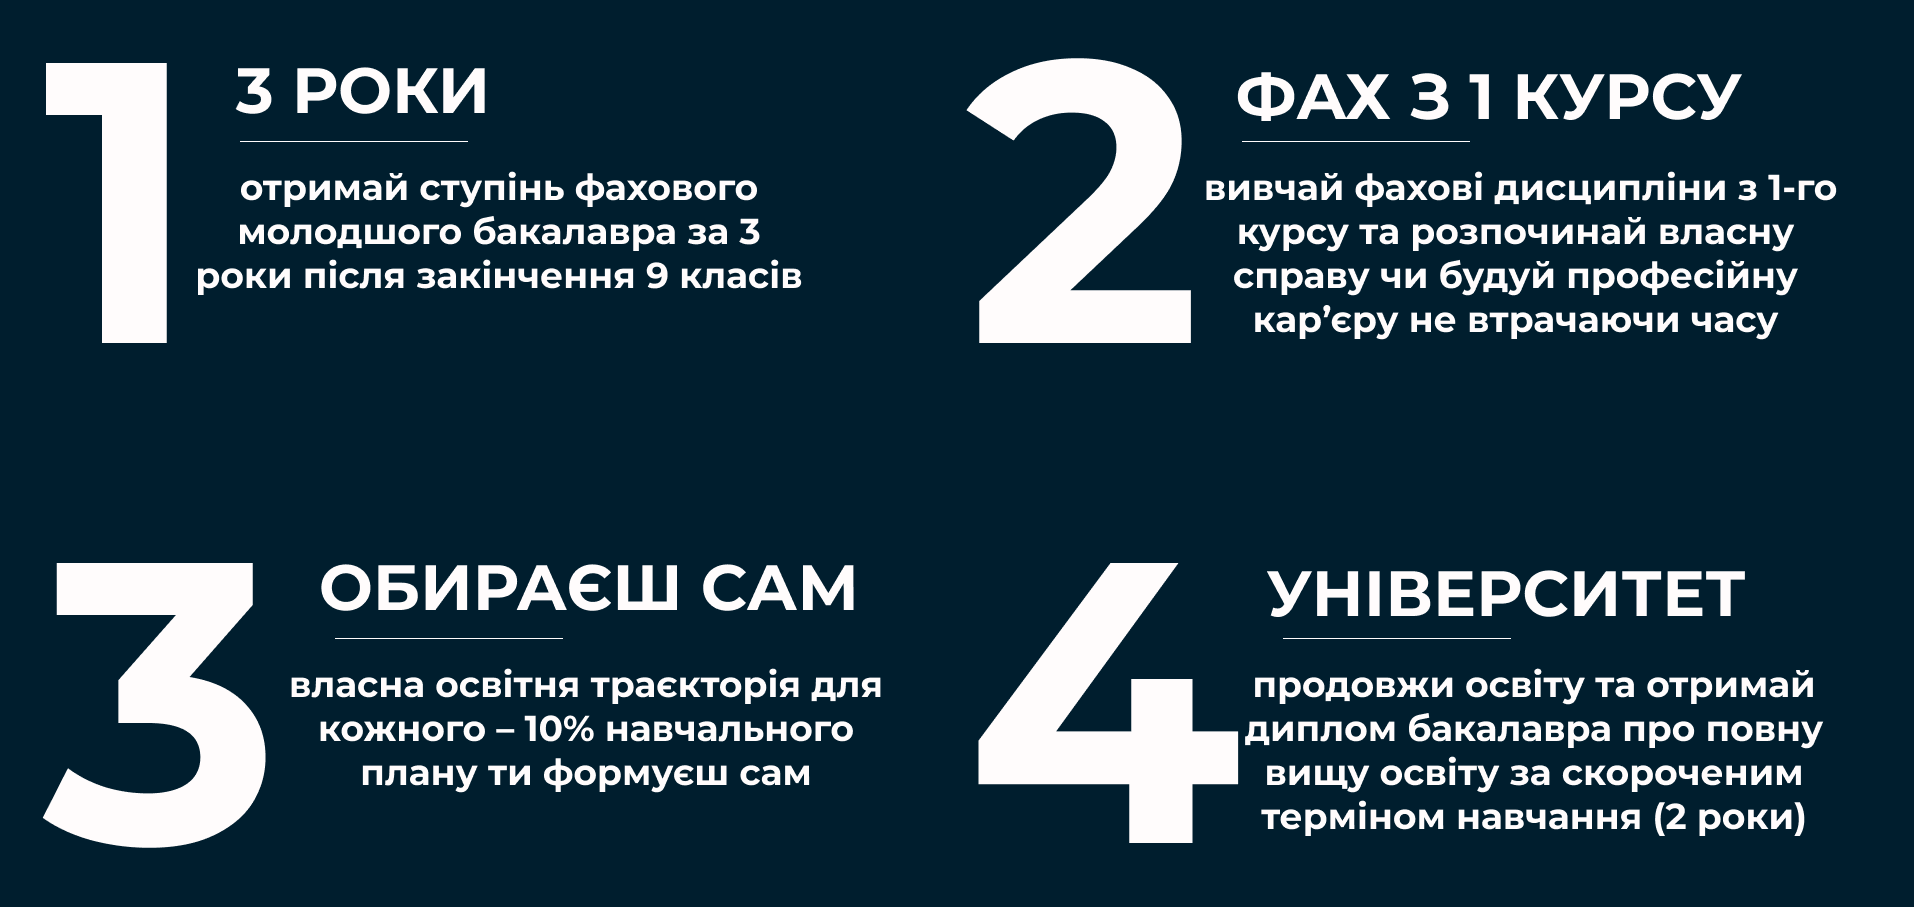 1
3 РОКИ
отримай ступінь фахового
молодшого бакалавра за 3
роки після закінчення 9 класів
2
ФАХ З 1 КУРСУ
вивчай фахові дисципліни з 1-го
курсу та розпочинай власну
справу чи будуй професійну
кар’єру не втрачаючи часу
3
ОБИРАЄШ САМ
власна освітня траєкторія для
кожного – 10% навчального
плану ти формуєш сам
4
УНІВЕРСИТЕТ
продовжи освіту та отримай
диплом бакалавра про повну
вищу освіту за скороченим
терміном навчання (2 роки)